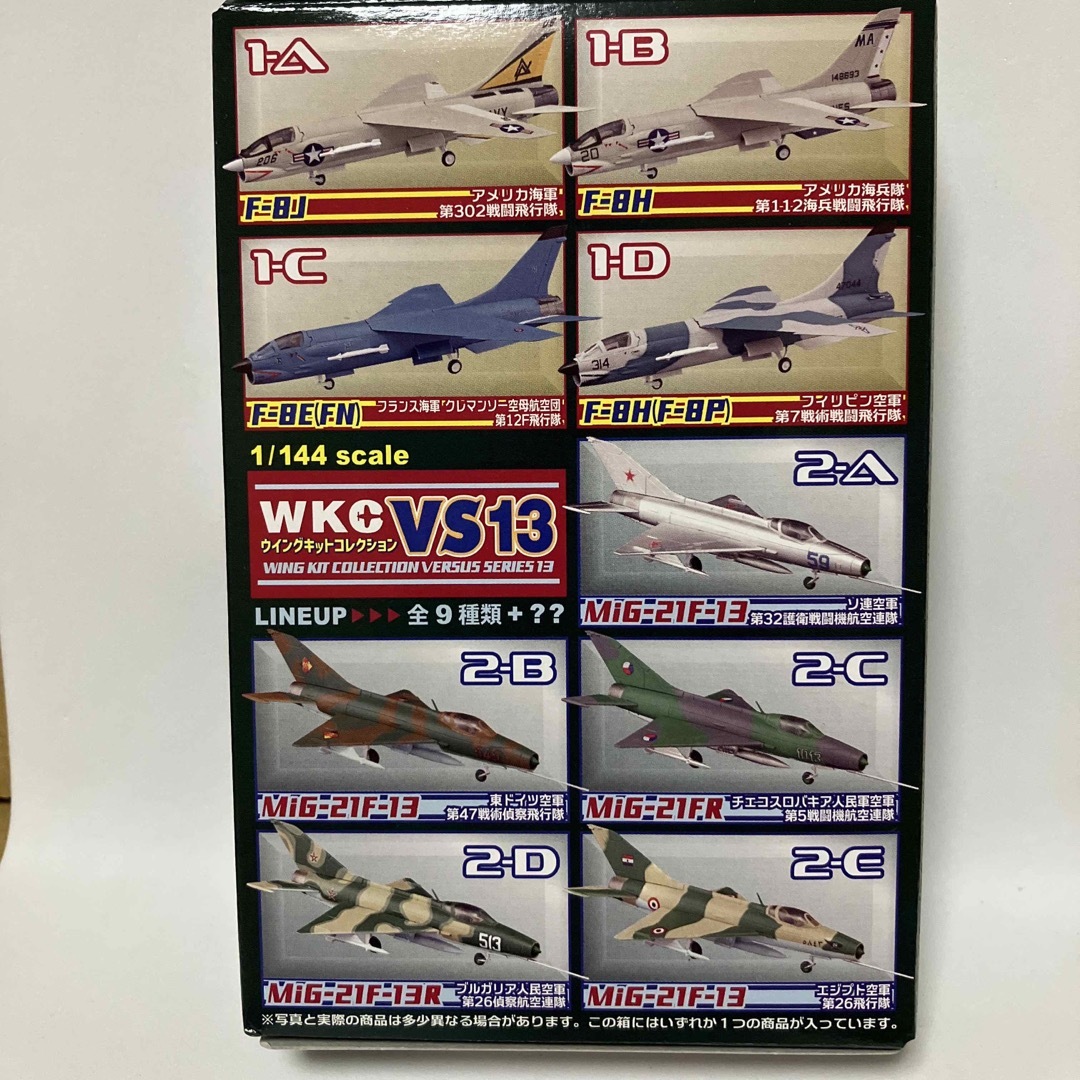 1-A
206
F-8J
アメリカ海軍
第302戦闘飛行隊
1-B
MA
148693
20
F-8H
アメリカ海兵隊
第112海兵戦闘飛行隊
1-C
F-8E(FN)
フランス海軍「クレマンソー」空母航空団
第12F飛行隊
1-D
47044
314
F-8H(F-8P)
フィリピン空軍
第7戦術戦闘飛行隊
1/144 scale
WKC VS13
ウイングキットコレクション
WING KIT COLLECTION VERSUS SERIES 13
LINEUP ▶▶▶ 全9種類+??
2-A
59
MiG-21F-13
ソ連空軍
第32護衛戦闘機航空連隊
2-B
MiG-21F-13
東ドイツ空軍
第47戦術偵察飛行隊
2-C
MiG-21FR
チェコスロバキア人民軍空軍
第5戦闘機航空連隊
2-D
513
MiG-21F-13R
ブルガリア人民空軍
第26偵察航空連隊
2-E
MiG-21F-13
エジプト空軍
第26飛行隊
※写真と実際の商品は多少異なる場合があります。この箱にはいずれか1つの商品が入っています。